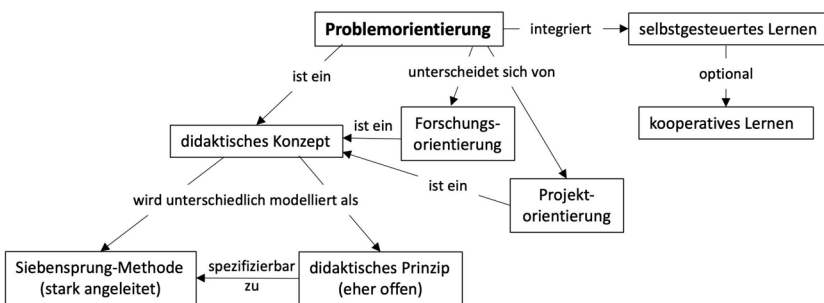 Problemorientierung
integriert
selbstgesteuertes Lernen
ist ein
unterscheidet sich von
optional
didaktisches Konzept
ist ein
Forschungs-
orientierung
kooperatives Lernen
ist ein
Projekt-
orientierung
wird unterschiedlich modelliert als
Siebensprung-Methode
(stark angeleitet)
spezifizierbar
zu
didaktisches Prinzip
(eher offen)